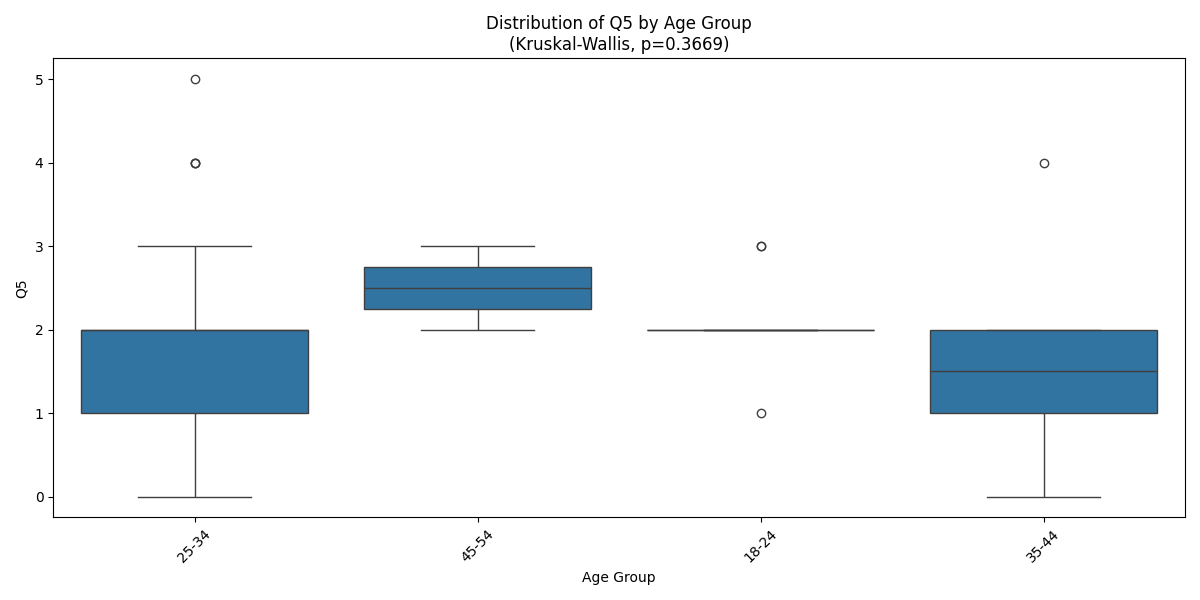 Distribution of Q5 by Age Group
(Kruskal-Wallis, p=0.3669)
5
4
3
2
1
0
Q5
25-34
45-54
18-24
35-44
Age Group